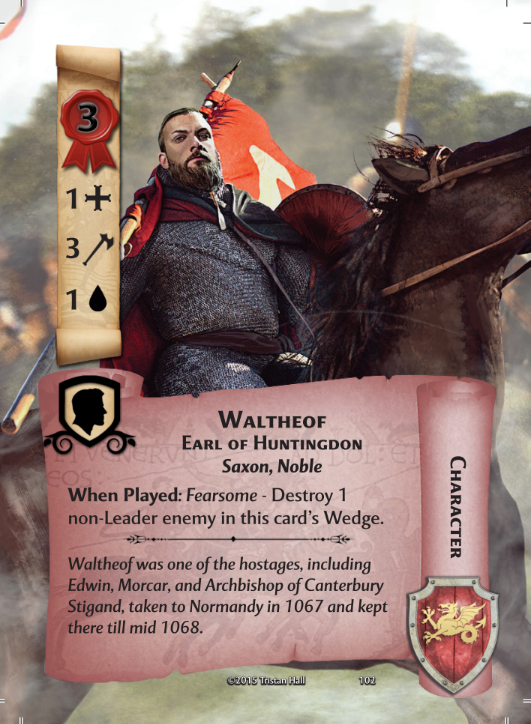 3
1
3
1
Waltheof
Earl of Huntingdon
Saxon, Noble
When Played: Fearsome - Destroy 1
non-Leader enemy in this card's Wedge.
Waltheof was one of the hostages, including
Edwin, Morcar, and Archbishop of Canterbury
Stigand, taken to Normandy in 1067 and kept
there till mid 1068.
Character
©2015 Tristan Hall 102